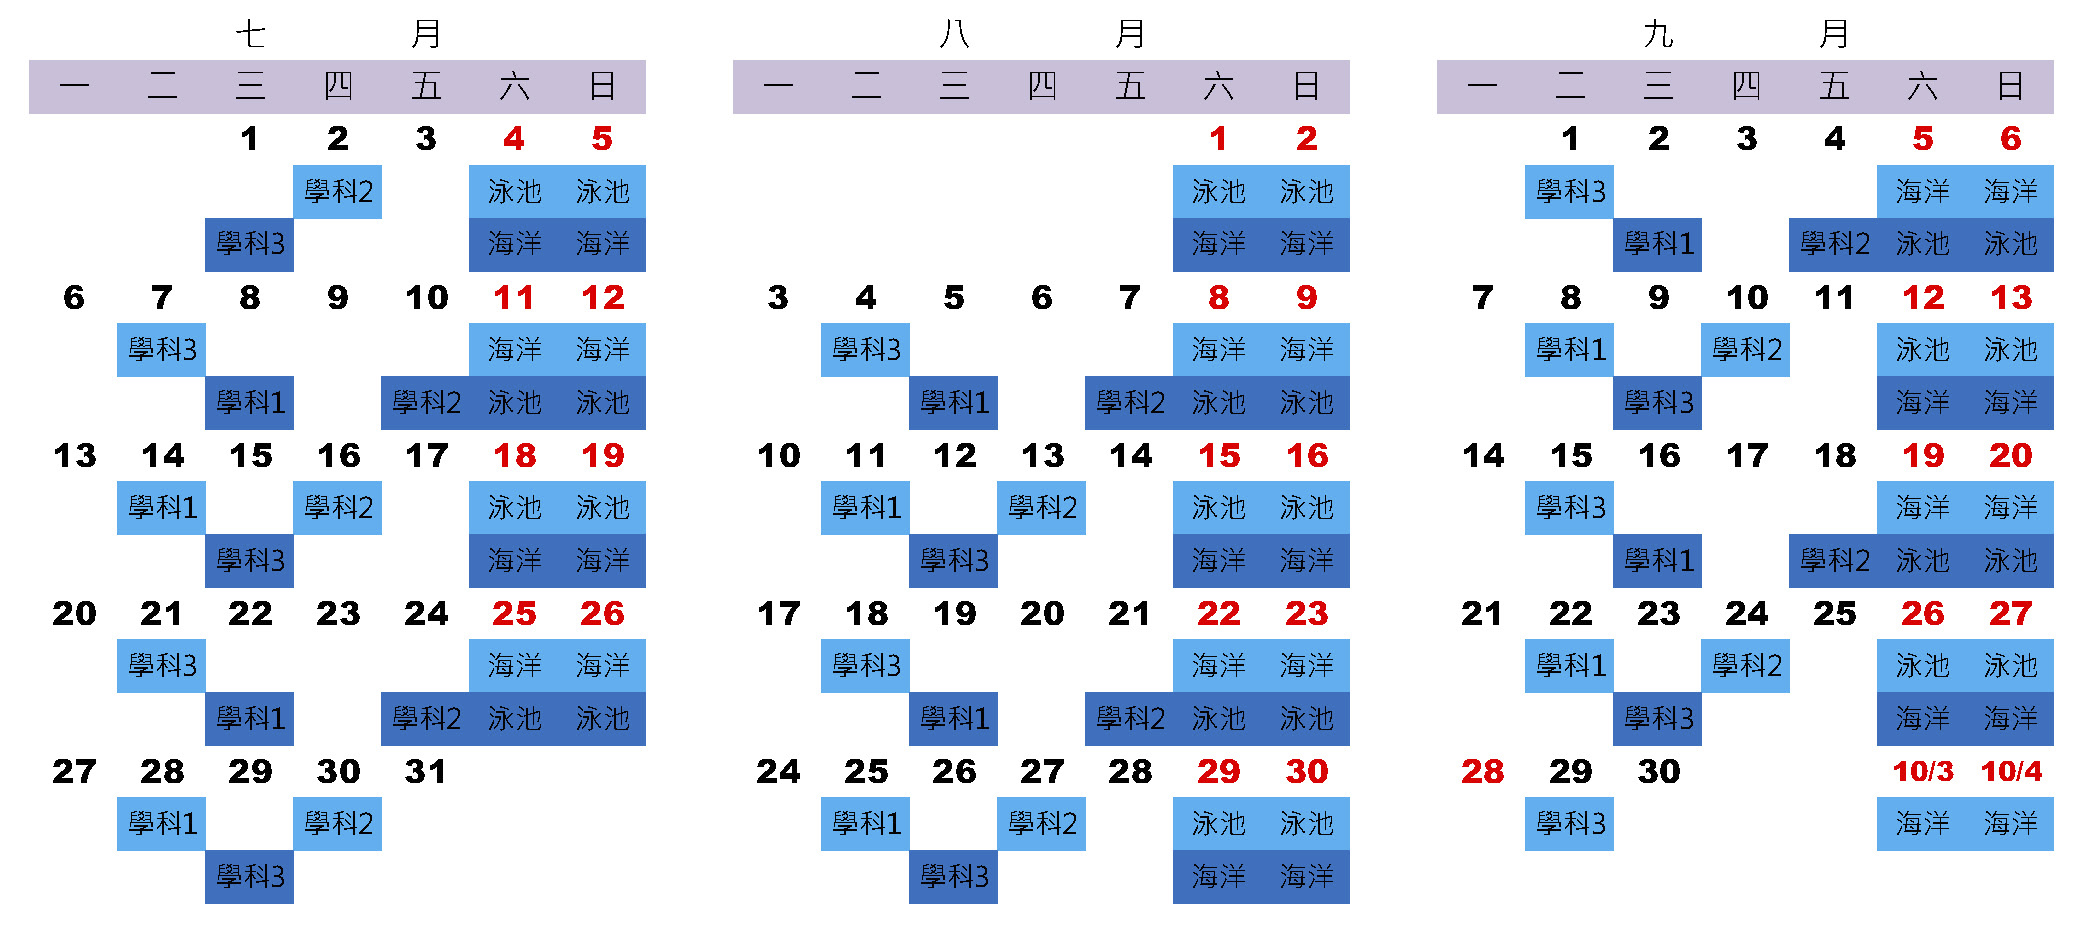 七 月
一 二 三 四 五 六 日
1 2 3 4 5
學科2 泳池 泳池
學科3 海洋 海洋
6 7 8 9 10 11 12
學科3 海洋 海洋
學科1 學科2 泳池 泳池
13 14 15 16 17 18 19
學科1 學科2 泳池 泳池
學科3 海洋 海洋
20 21 22 23 24 25 26
學科3 海洋 海洋
學科1 學科2 泳池 泳池
27 28 29 30 31
學科1 學科2
學科3
八 月
一 二 三 四 五 六 日
1 2
泳池 泳池
海洋 海洋
3 4 5 6 7 8 9
學科3 海洋 海洋
學科1 學科2 泳池 泳池
10 11 12 13 14 15 16
學科1 學科2 泳池 泳池
學科3 海洋 海洋
17 18 19 20 21 22 23
學科3 海洋 海洋
學科1 學科2 泳池 泳池
24 25 26 27 28 29 30
學科1 學科2 泳池 泳池
學科3 海洋 海洋
九 月
一 二 三 四 五 六 日
1 2 3 4 5 6
學科3 海洋 海洋
學科1 學科2 泳池 泳池
7 8 9 10 11 12 13
學科1 學科2 泳池 泳池
學科3 海洋 海洋
14 15 16 17 18 19 20
學科3 海洋 海洋
學科1 學科2 泳池 泳池
21 22 23 24 25 26 27
學科1 學科2 泳池 泳池
學科3 海洋 海洋
28 29 30 10/3 10/4
學科3 海洋 海洋